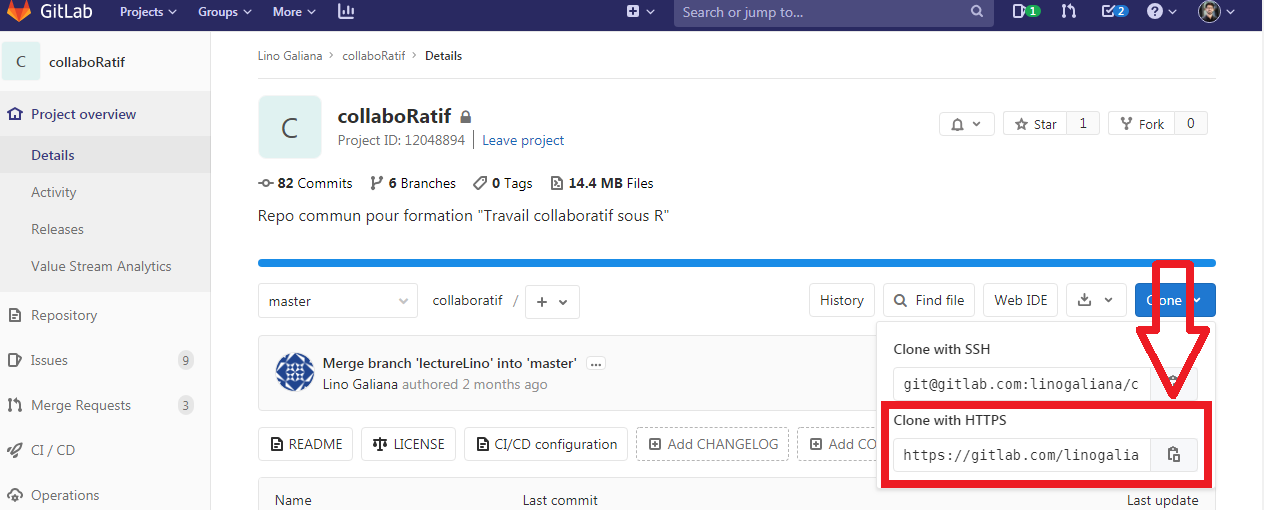 GitLab Projects Groups More Search or jump to... 1 2
C collaboRatif
Lino Galiana > collaboRatif > Details
Project overview
Details
Activity
Releases
Value Stream Analytics
Repository
Issues 9
Merge Requests 3
CI / CD
Operations
C
collaboRatif
Project ID: 12048894 Leave project
Star 1 Fork 0
82 Commits 6 Branches 0 Tags 14.4 MB Files
Repo commun pour formation "Travail collaboratif sous R"
master collaboratif / + History Find file Web IDE Clone
Merge branch 'lectureLino' into 'master' ...
Lino Galiana authored 2 months ago
Clone with SSH
git@gitlab.com:linogaliana/c
Clone with HTTPS
https://gitlab.com/linogalia
README LICENSE CI/CD configuration Add CHANGELOG Add CO
Name Last commit Last update